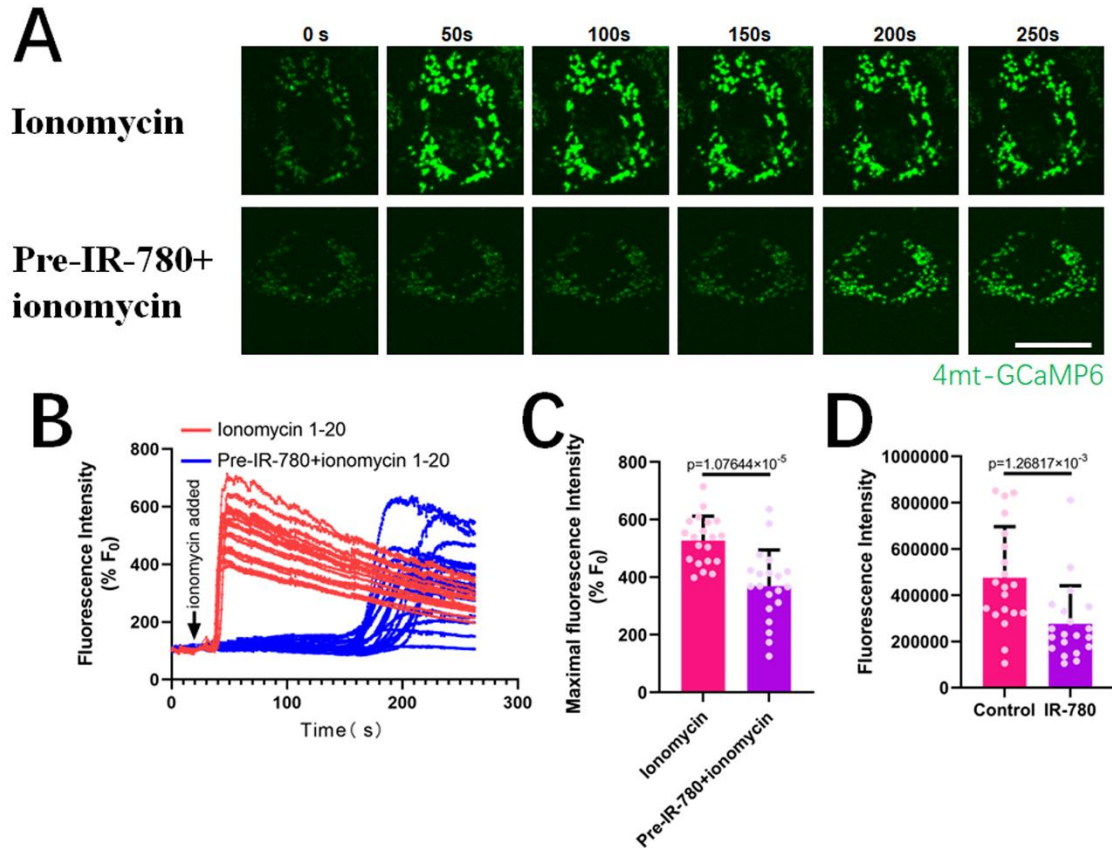 A
0 s 50s 100s 150s 200s 250s
Ionomycin
Pre-IR-780+
ionomycin
4mt-GCaMP6
B
Ionomycin 1-20
Pre-IR-780+ionomycin 1-20
ionomycin added
Fluorescence Intensity
(% F₀)
800
600
400
200
0
0 100 200 300
Time( s)
C
p=1.07644×10⁻⁵
Maximal fluorescence intensity
(% F₀)
800
600
400
200
0
Ionomycin
Pre-IR-780+ionomycin
D
p=1.26817×10⁻³
Fluorescence Intensity
1000000
800000
600000
400000
200000
0
Control IR-780